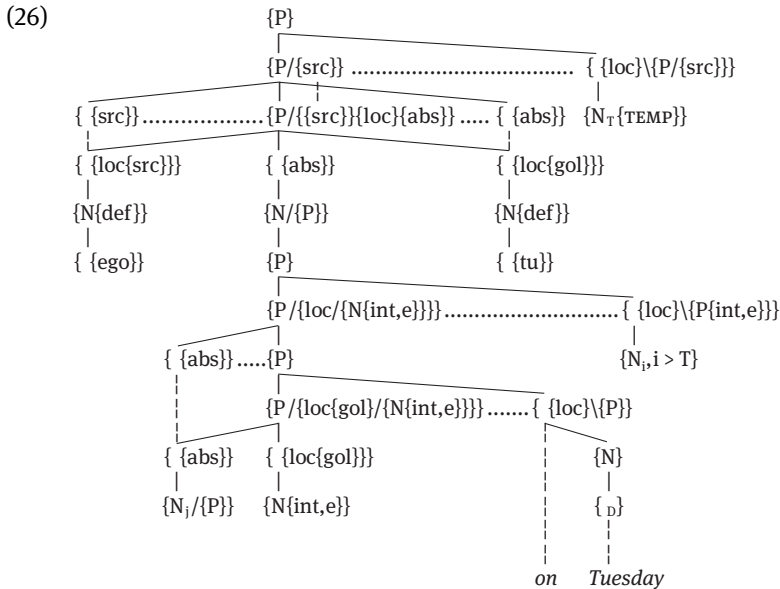 (26) {P}
{P/{src}} ................................... { {loc}\{P/{src}}}
{ {src}}...................{P/{{src}}{loc}{abs}} ..... { {abs}} {N_T{TEMP}}
{ {loc{src}}} { {abs}} { {loc{gol}}}
{N{def}} {N/{P}} {N{def}}
{ {ego}} {P} { {tu}}
{P/{loc/{N{int,e}}}}............................ { {loc}\{P{int,e}}}
{ {abs}} .....{P} {N_i, i > T}
{P/{loc{gol}/{N{int,e}}}} ....... { {loc}\{P}}
{ {abs}} { {loc{gol}}} {N}
{N_j/{P}} {N{int,e}} { _D}
on Tuesday